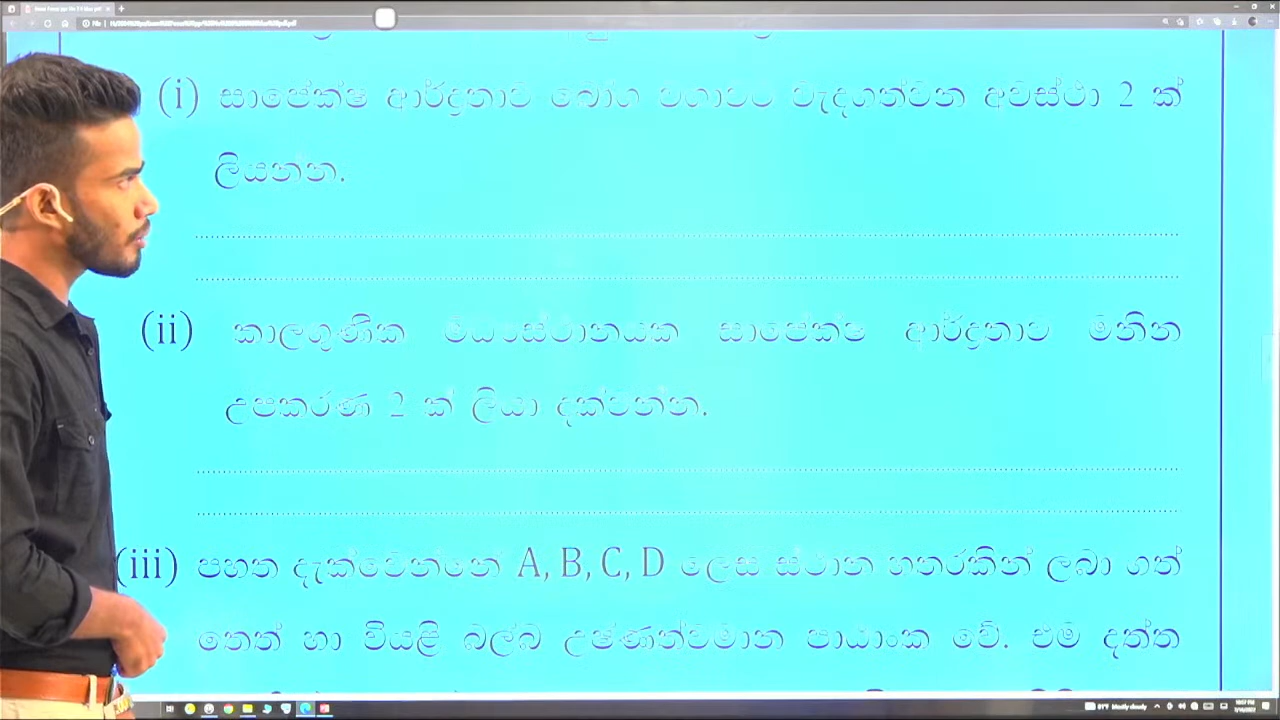 (i) සාපේක්ෂ ආර්ද්‍රතාව බෝග වගාවට වැදගත්වන අවස්ථා 2 ක්
ලියන්න.
(ii) කාලගුණික මධ්‍යස්ථානයක සාපේක්ෂ ආර්ද්‍රතාව මනින
උපකරණ 2 ක් ලියා දක්වන්න.
(iii) පහත දැක්වෙන්නේ A, B, C, D ලෙස ස්ථාන හතරකින් ලබා ගත්
තෙත් හා වියළි බල්බ උෂ්ණත්වමාන පාඨාංක වේ. එම දත්ත